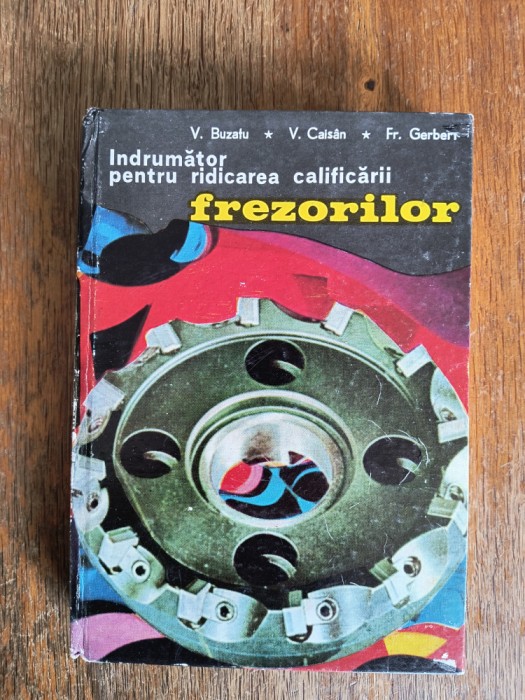 V. Buzatu ★ V. Caisân ★ Fr. Gerbert
Indrumător
pentru ridicarea calificării
frezorilor